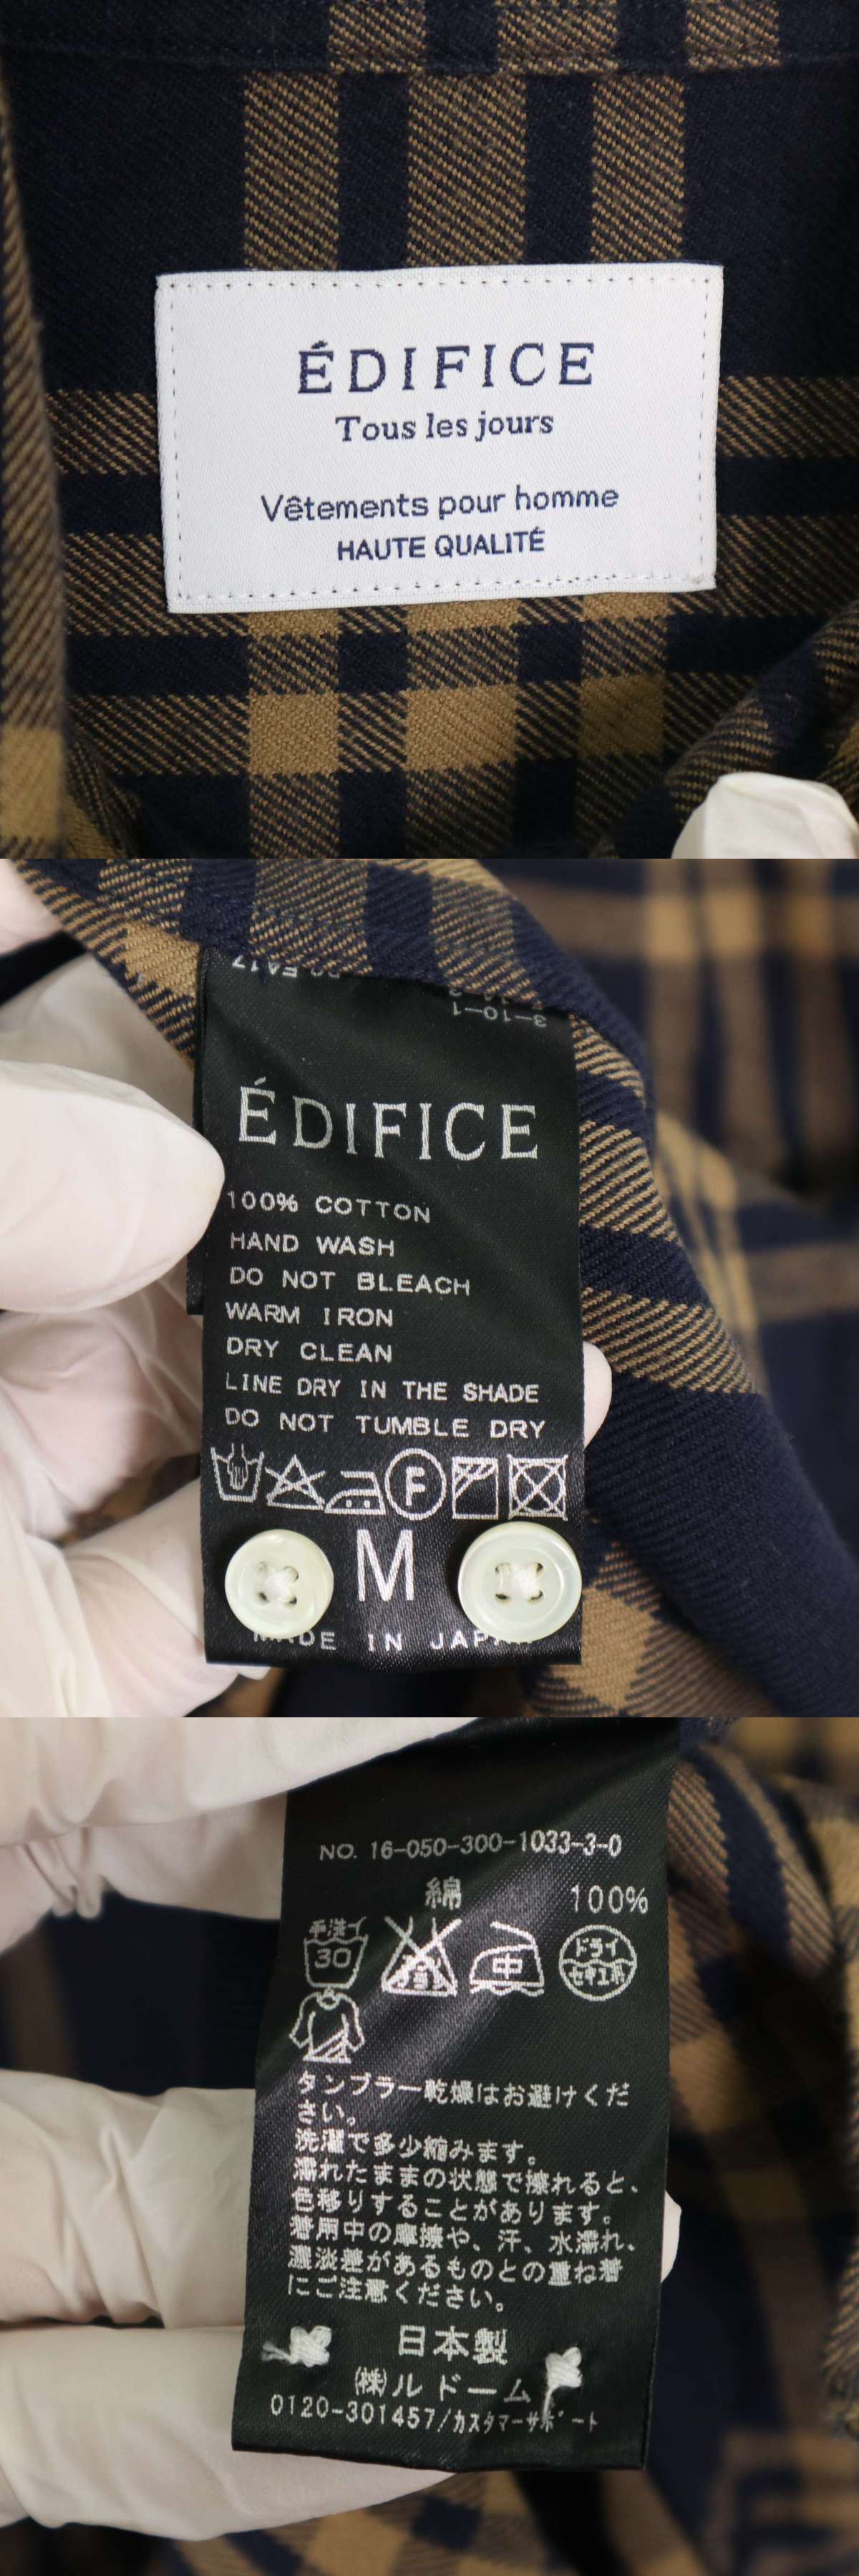 ÉDIFICE
Tous les jours
Vêtements pour homme
HAUTE QUALITÉ
3-10-1
ÉDIFICE
100% COTTON
HAND WASH
DO NOT BLEACH
WARM IRON
DRY CLEAN
LINE DRY IN THE SHADE
DO NOT TUMBLE DRY
F
M
MADE IN JAPAN
NO. 16-050-300-1033-3-0
綿 100%
手洗イ
30
中
ドライ
セキユ系
タンブラー乾燥はお避けくだ
さい。
洗濯で多少縮みます。
濡れたままの状態で擦れると、
色移りすることがあります。
着用中の摩擦や、汗、水濡れ、
濃淡差があるものとの重ね着
にご注意ください。
日本製
㈱ルドーム
0120-301457/カスタマーサポート